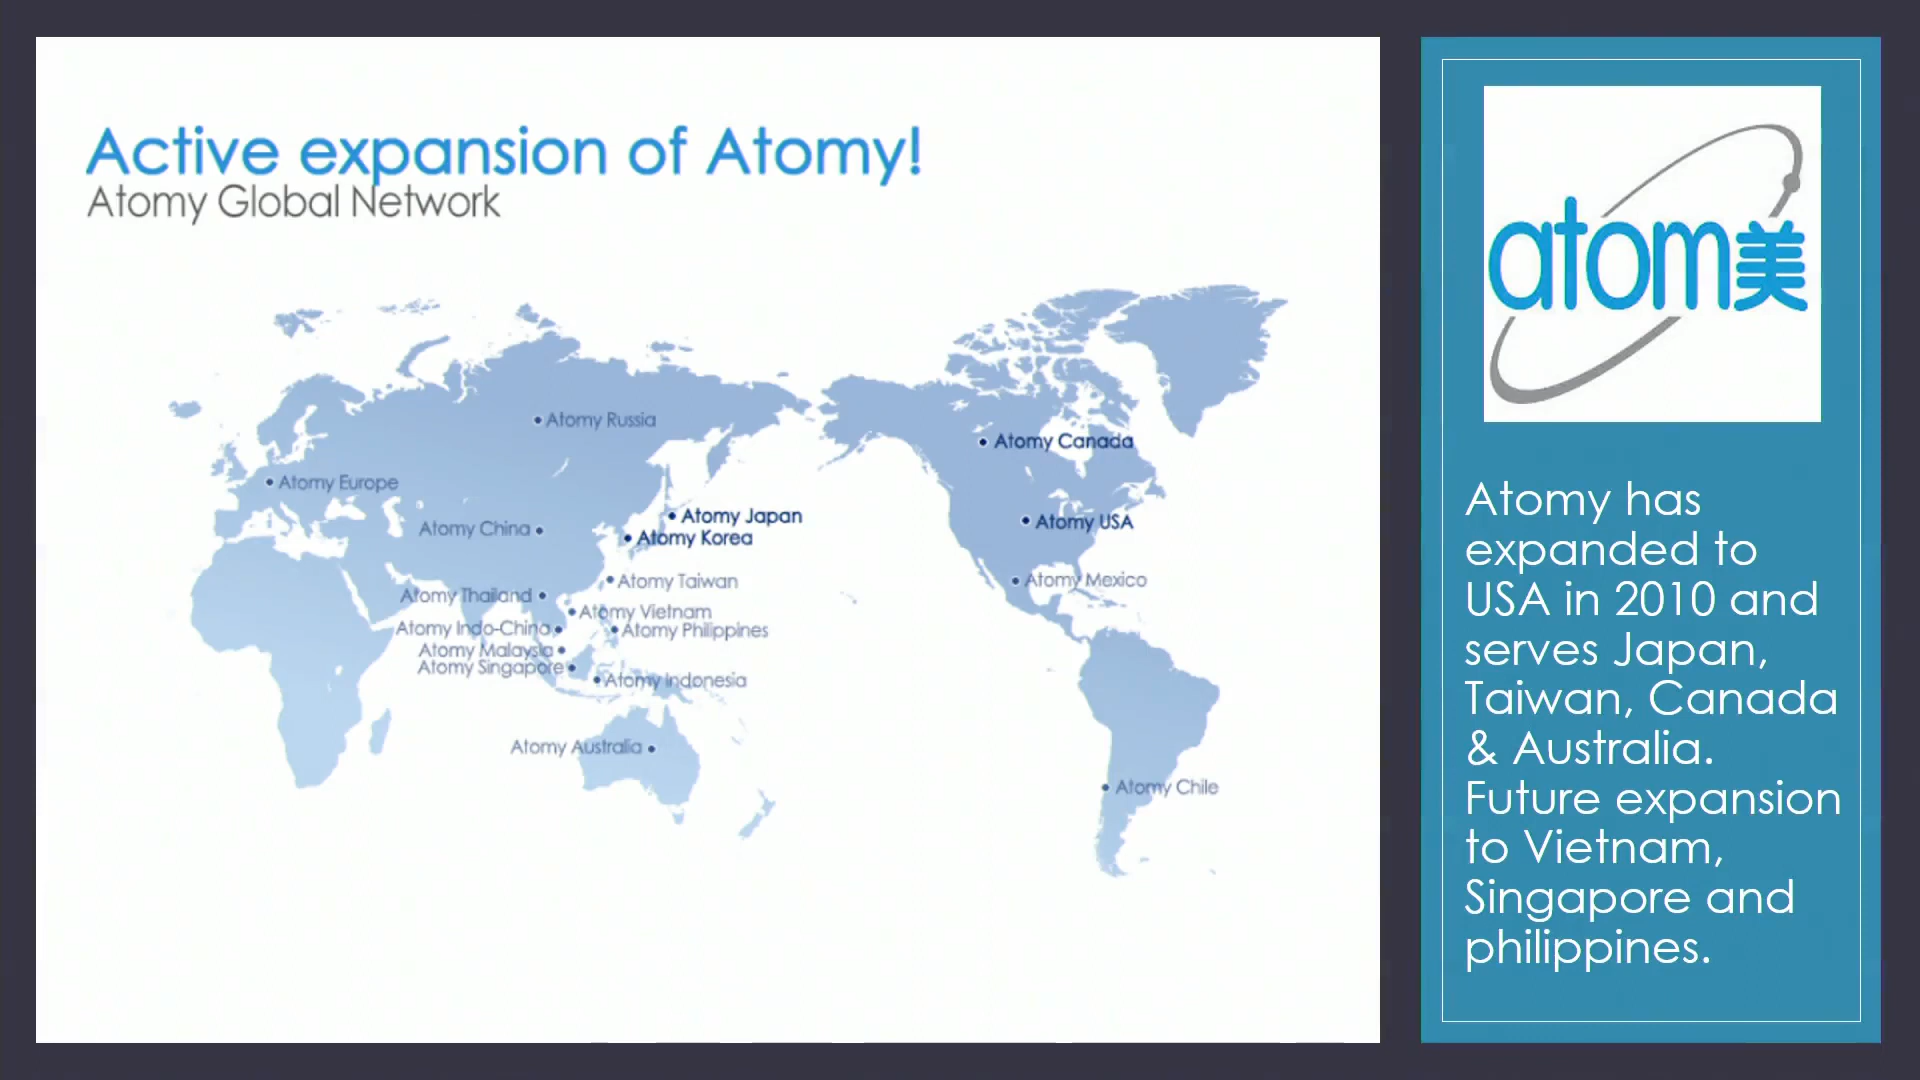 Active expansion of Atomy!
Atomy Global Network
Atomy Russia
Atomy Canada
Atomy Europe
Atomy Japan
Atomy USA
Atomy China
Atomy Korea
Atomy Taiwan
Atomy Mexico
Atomy Thailand
Atomy Vietnam
Atomy Indo-China
Atomy Philippines
Atomy Malaysia
Atomy Singapore
Atomy Indonesia
Atomy Australia
Atomy Chile
atom美
Atomy has
expanded to
USA in 2010 and
serves Japan,
Taiwan, Canada
& Australia.
Future expansion
to Vietnam,
Singapore and
philippines.